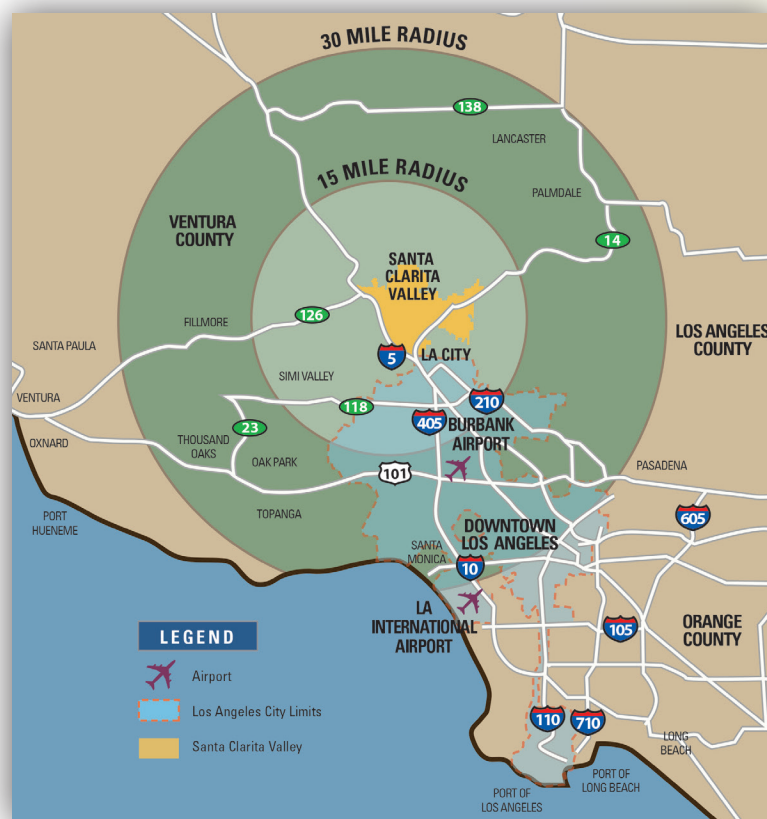 30 MILE RADIUS
138
LANCASTER
15 MILE RADIUS
PALMDALE
VENTURA
COUNTY
14
SANTA
CLARITA
VALLEY
126
FILLMORE
LOS ANGELES
COUNTY
SANTA PAULA
5
LA CITY
SIMI VALLEY
VENTURA
118
210
405
BURBANK
AIRPORT
23
OXNARD
THOUSAND
OAKS
OAK PARK
101
PASADENA
PORT
HUENEME
TOPANGA
605
DOWNTOWN
LOS ANGELES
SANTA
MONICA
10
LA
INTERNATIONAL
AIRPORT
105
ORANGE
COUNTY
LEGEND
Airport
Los Angeles City Limits
Santa Clarita Valley
110
710
LONG
BEACH
PORT OF
LONG BEACH
PORT OF
LOS ANGELES